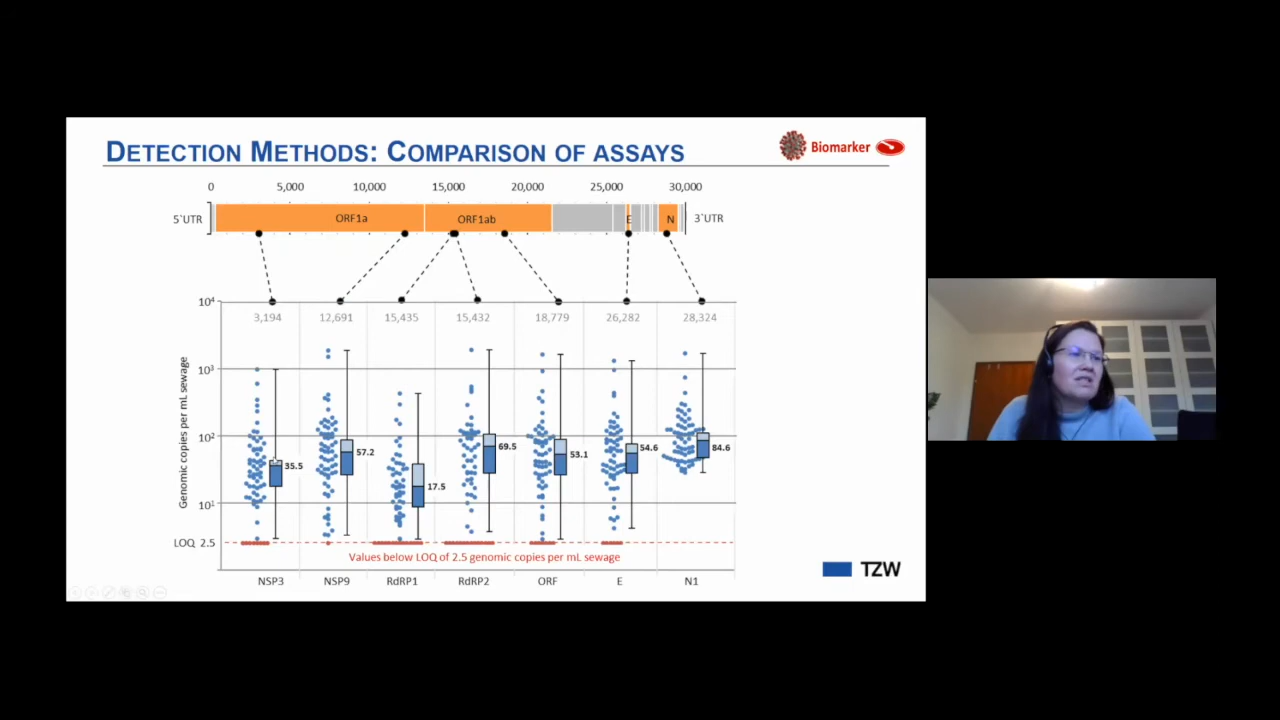 DETECTION METHODS: COMPARISON OF ASSAYS
Biomarker
0 5,000 10,000 15,000 20,000 25,000 30,000
5`UTR ORF1a ORF1ab E N 3`UTR
10⁴
3,194 12,691 15,435 15,432 18,779 26,282 28,324
Genomic copies per mL sewage
10³
10²
35.5 57.2 17.5 69.5 53.1 54.6 84.6
10¹
LOQ 2.5
Values below LOQ of 2.5 genomic copies per mL sewage
NSP3 NSP9 RdRP1 RdRP2 ORF E N1
TZW